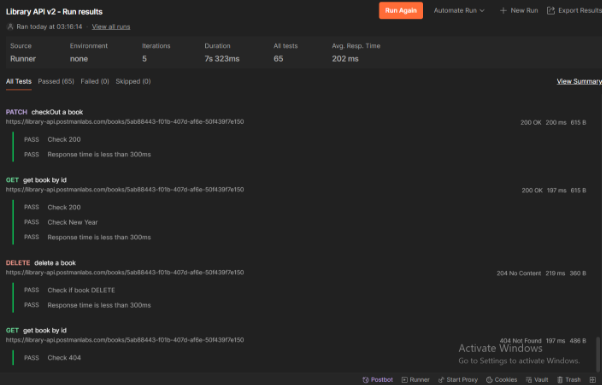 Library API v2 - Run results
Run Again
Automate Run
+ New Run
Export Results
Ran today at 03:16:14 · View all runs
Source Environment Iterations Duration All tests Avg. Resp. Time
Runner none 5 7s 323ms 65 202 ms
All Tests Passed (65) Failed (0) Skipped (0) View Summary
PATCH checkOut a book
https://library-api.postmanlabs.com/books/5ab88443-f01b-407d-af6e-50f439f7e150 200 OK 200 ms 615 B
PASS Check 200
PASS Response time is less than 300ms
GET get book by id
https://library-api.postmanlabs.com/books/5ab88443-f01b-407d-af6e-50f439f7e150 200 OK 197 ms 615 B
PASS Check 200
PASS Check New Year
PASS Response time is less than 300ms
DELETE delete a book
https://library-api.postmanlabs.com/books/5ab88443-f01b-407d-af6e-50f439f7e150 204 No Content 219 ms 360 B
PASS Check if book DELETE
PASS Response time is less than 300ms
GET get book by id
https://library-api.postmanlabs.com/books/5ab88443-f01b-407d-af6e-50f439f7e150 404 Not Found 197 ms 486 B
PASS Check 404
Activate Windows
Go to Settings to activate Windows.
Postbot Runner Start Proxy Cookies Vault Trash